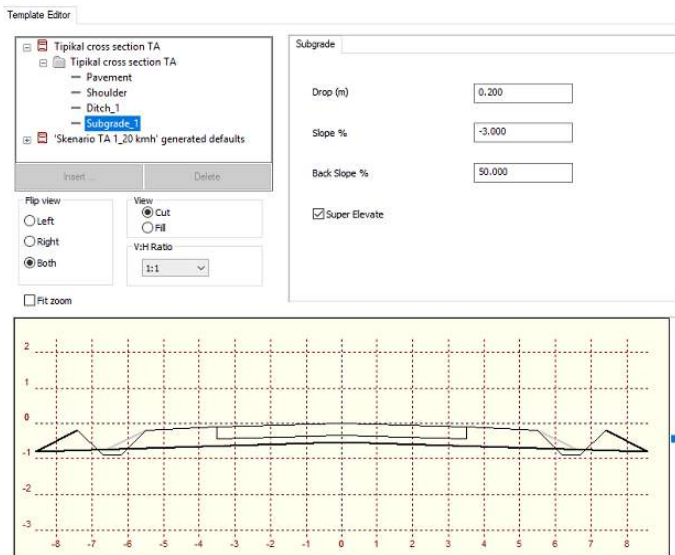 Template Editor
Tipikal cross section TA
Tipikal cross section TA
Pavement
Shoulder
Ditch_1
Subgrade_1
'Skenario TA 1_20 kmh' generated defaults
Insert ...
Delete
Flip view
Left
Right
Both
View
Cut
Fill
V:H Ratio
1:1
Fit zoom
Subgrade
Drop (m)
0.200
Slope %
-3.000
Back Slope %
50.000
Super Elevate
2
1
0
-1
-2
-3
-8 -7 -6 -5 -4 -3 -2 -1 0 1 2 3 4 5 6 7 8